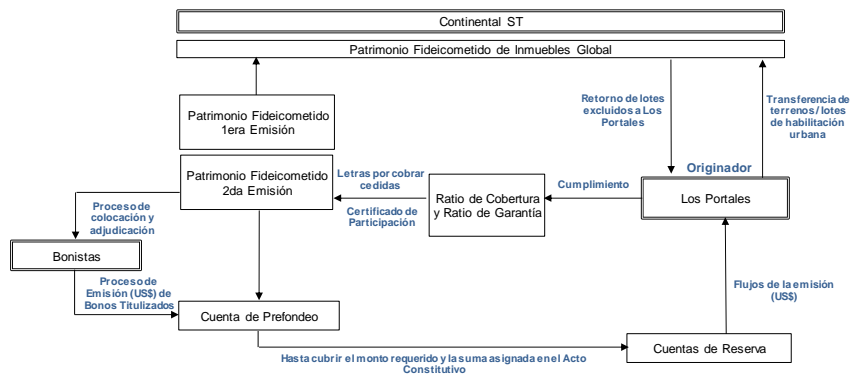 Continental ST
Patrimonio Fideicometido de Inmuebles Global
Patrimonio Fideicometido
1era Emisión
Retorno de lotes
excluidos a Los
Portales
Transferencia de
terrenos / lotes
de habilitación
urbana
Patrimonio Fideicometido
2da Emisión
Letras por cobrar
cedidas
Certificado de
Participación
Ratio de Cobertura
y Ratio de Garantía
Cumplimiento
Originador
Los Portales
Proceso de
colocación y
adjudicación
Bonistas
Proceso de
Emisión (US$) de
Bonos Titulizados
Cuenta de Prefondeo
Flujos de la emisión
(US$)
Hasta cubrir el monto requerido y la suma asignada en el Acto
Constitutivo
Cuentas de Reserva